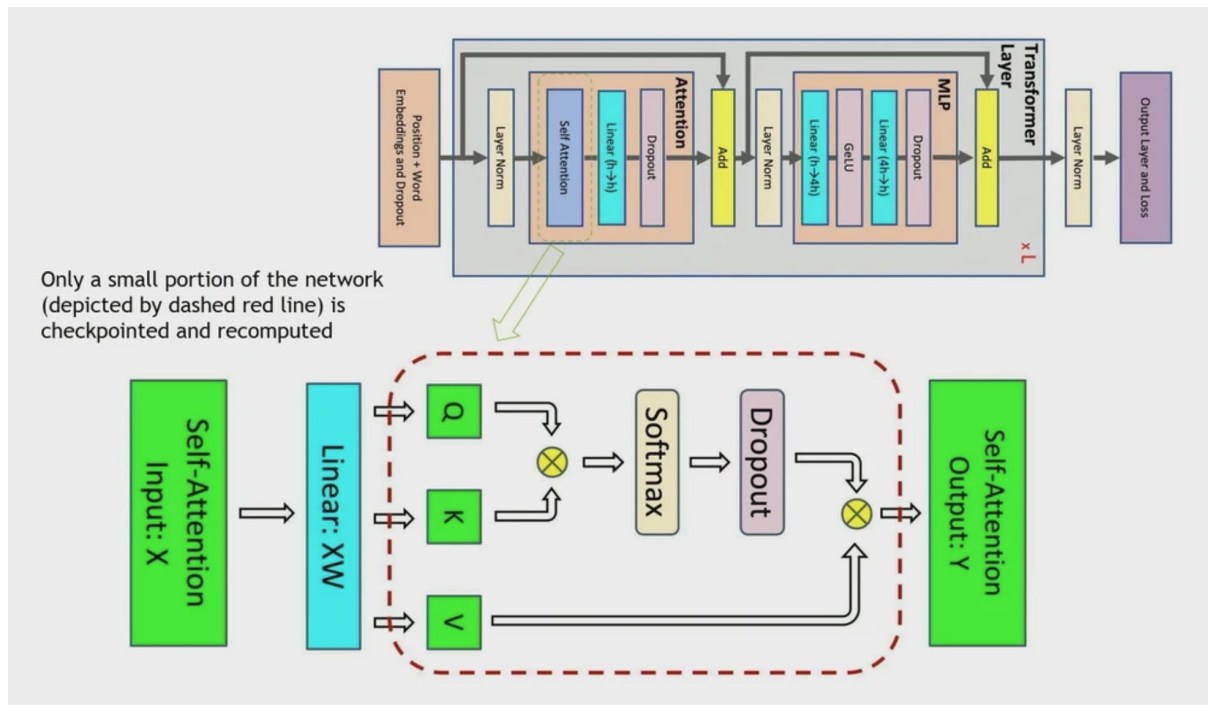 Position + Word
Embeddings and Dropout
Layer Norm
Self Attention
Linear (h→h)
Dropout
Attention
Add
Layer Norm
Linear (h→4h)
GeLU
Linear (4h→h)
Dropout
MLP
Add
Transformer
Layer
x L
Layer Norm
Output Layer and Loss
Only a small portion of the network
(depicted by dashed red line) is
checkpointed and recomputed
Self-Attention
Input: X
Linear: XW
Q
K
V
Softmax
Dropout
Self-Attention
Output: Y